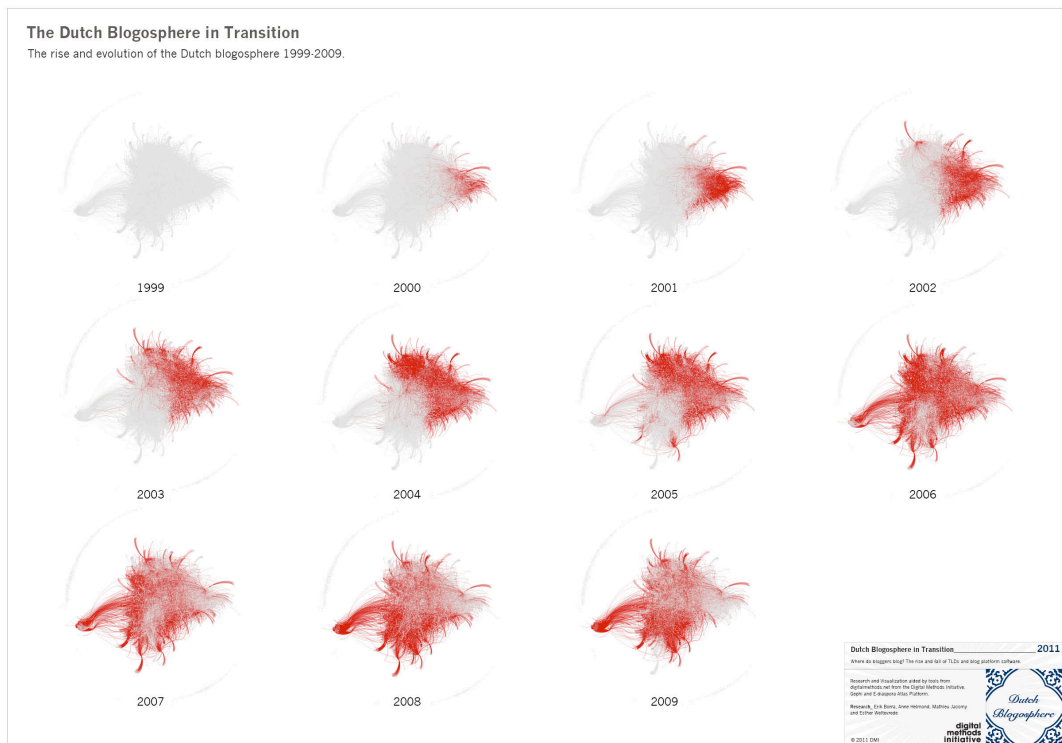 The Dutch Blogosphere in Transition
The rise and evolution of the Dutch blogosphere 1999-2009.
1999
2000
2001
2002
2003
2004
2005
2006
2007
2008
2009
Dutch Blogosphere in Transition 2011
Where do bloggers blog? The rise and fall of TLDs and blog platform software.
Research and Visualization aided by tools from
digitalmethods.net from the Digital Methods Initiative,
Gephi and E-diaspora Atlas Platform.
Research_ Erik Borra, Anne Helmond, Mathieu Jacomy
and Esther Weltevrede
Dutch
Blogosphere
digital
methods
initiative
© 2011 DMI